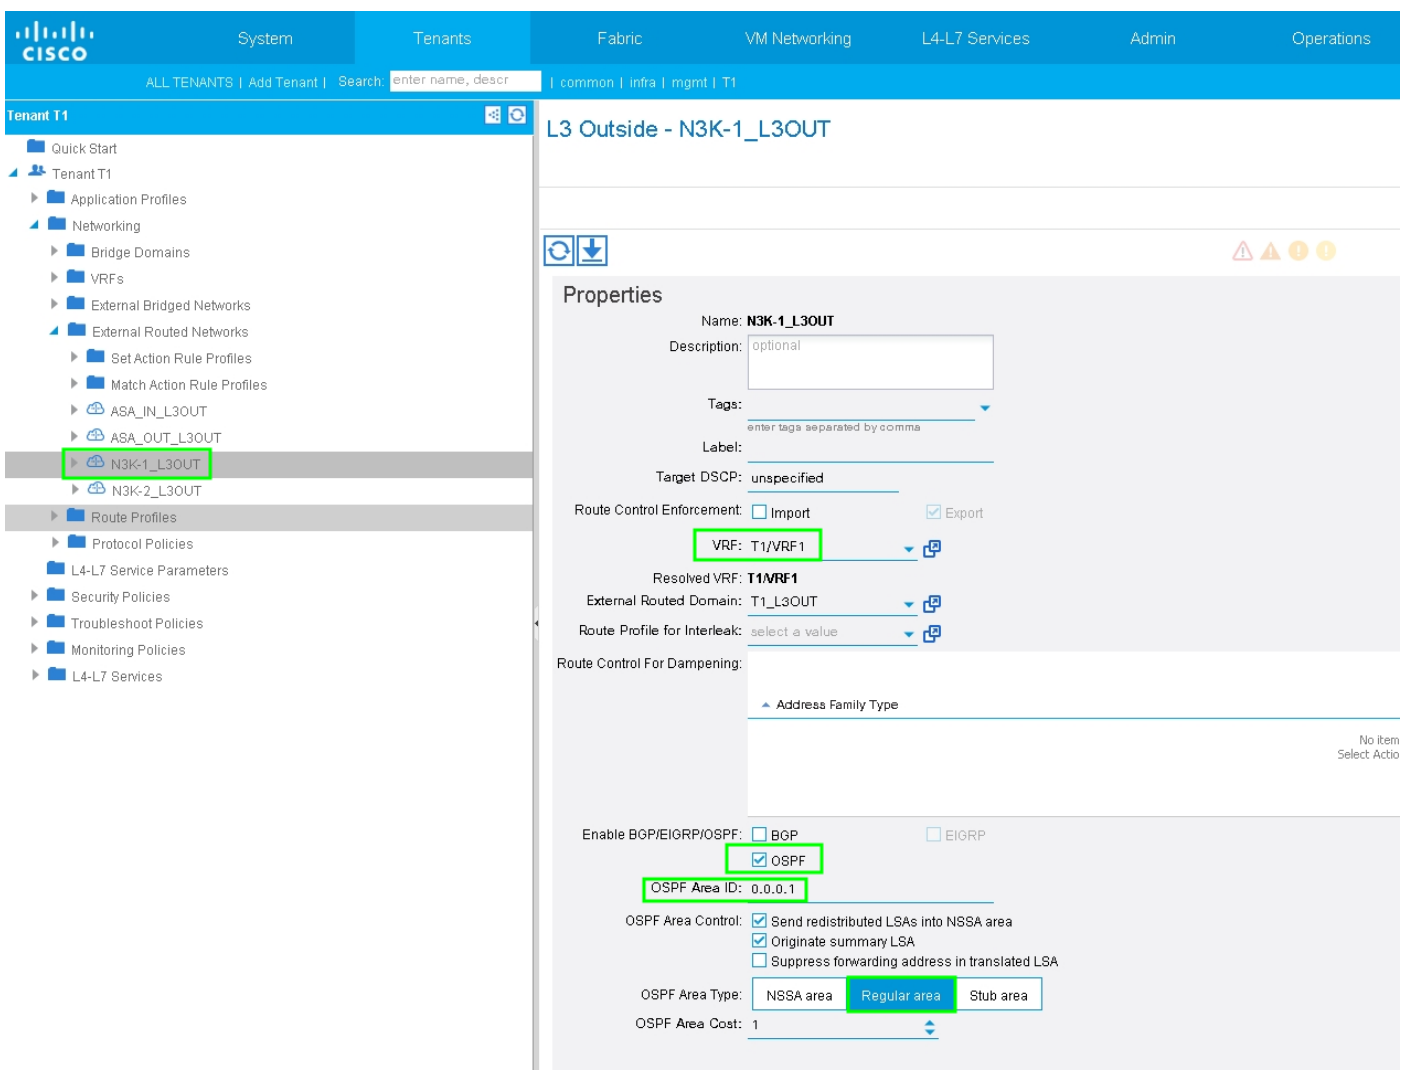 CISCO
System Tenants Fabric VM Networking L4-L7 Services Admin Operations
ALL TENANTS | Add Tenant | Search: enter name, descr | common | infra | mgmt | T1
Tenant T1
Quick Start
Tenant T1
Application Profiles
Networking
Bridge Domains
VRFs
External Bridged Networks
External Routed Networks
Set Action Rule Profiles
Match Action Rule Profiles
ASA_IN_L3OUT
ASA_OUT_L3OUT
N3K-1_L3OUT
N3K-2_L3OUT
Route Profiles
Protocol Policies
L4-L7 Service Parameters
Security Policies
Troubleshoot Policies
Monitoring Policies
L4-L7 Services
L3 Outside - N3K-1_L3OUT
Properties
Name: N3K-1_L3OUT
Description: optional
Tags:
enter tags separated by comma
Label:
Target DSCP: unspecified
Route Control Enforcement: Import Export
VRF: T1/VRF1
Resolved VRF: T1/VRF1
External Routed Domain: T1_L3OUT
Route Profile for Interleak: select a value
Route Control For Dampening:
Address Family Type
No item
Select Actio
Enable BGP/EIGRP/OSPF: BGP EIGRP
OSPF
OSPF Area ID: 0.0.0.1
OSPF Area Control: Send redistributed LSAs into NSSA area
Originate summary LSA
Suppress forwarding address in translated LSA
OSPF Area Type: NSSA area Regular area Stub area
OSPF Area Cost: 1